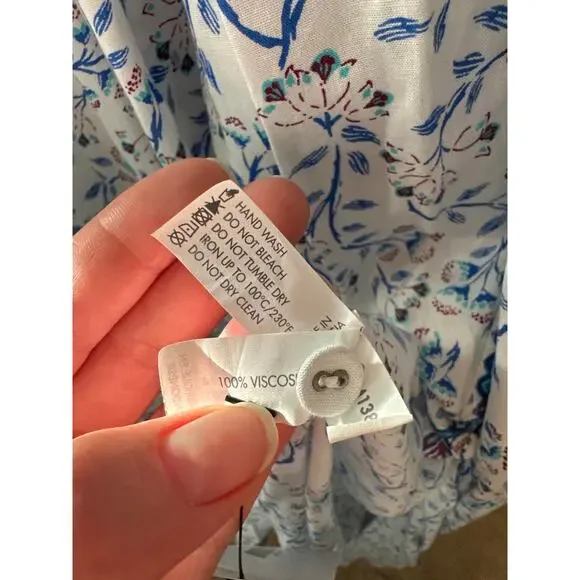 HAND WASH
DO NOT BLEACH
DO NOT TUMBLE DRY
IRON UP TO 100°C/230°F
DO NOT DRY CLEAN
100% VISCOS